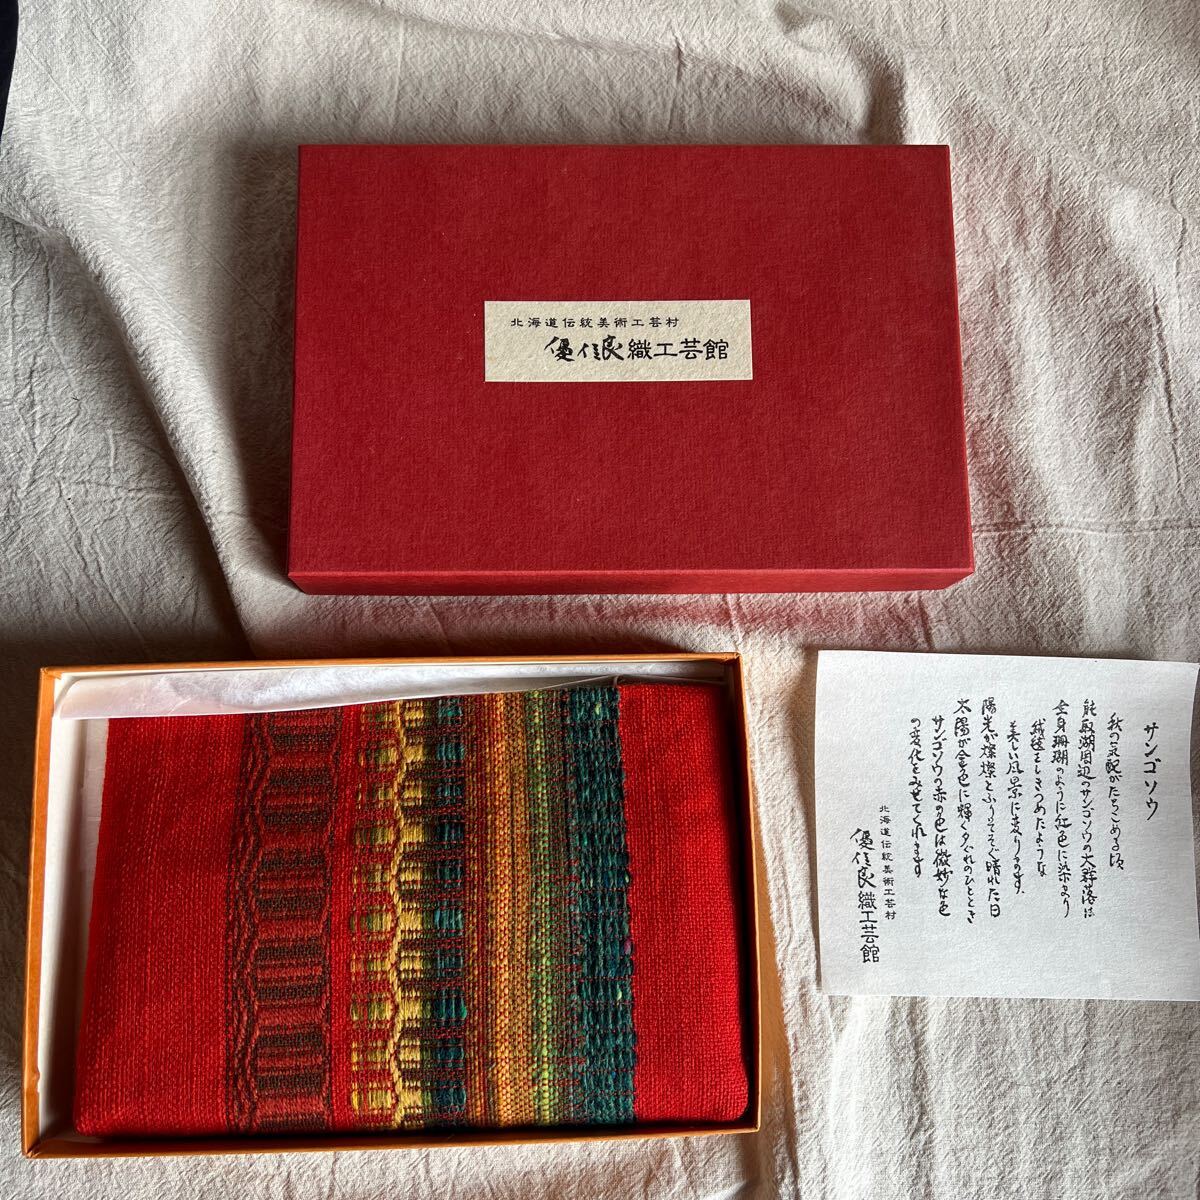 北海道伝統美術工芸村
優佳良織工芸館
サンゴソウ
秋の気配がたちこめる頃
能取湖周辺のサンゴソウの大群落は
全身珊瑚のように紅色に染まり
絨毯をしきつめたような
美しい風景に変ります。
陽光が燦燦とふりそそぐ晴れた日
太陽が金色に輝く夕ぐれのひととき
サンゴソウの赤の色は微妙な色
の変化をみせてくれます
北海道伝統美術工芸村
優佳良織工芸館